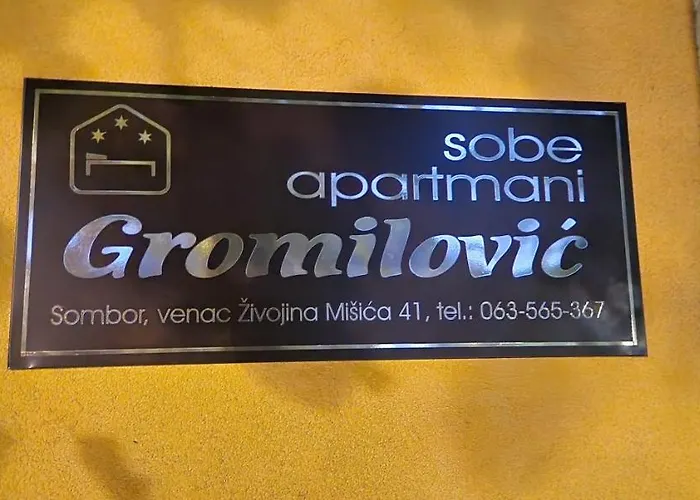 sobe
apartmani
Gromilović
Sombor, venac Živojina Mišića 41, tel.: 063-565-367